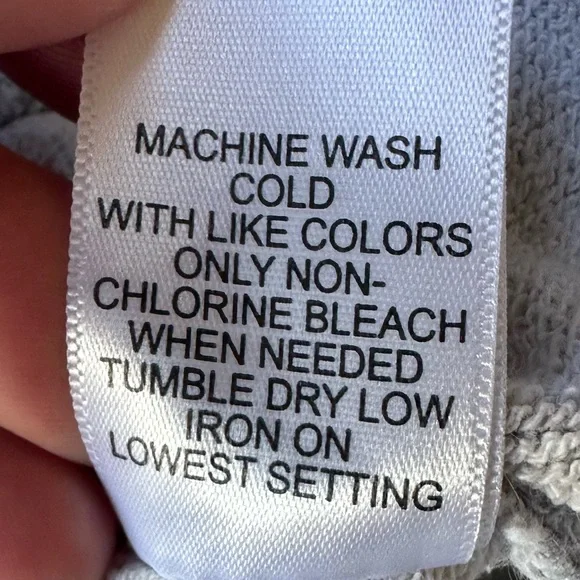 MACHINE WASH
COLD
WITH LIKE COLORS
ONLY NON-
CHLORINE BLEACH
WHEN NEEDED
TUMBLE DRY LOW
IRON ON
LOWEST SETTING